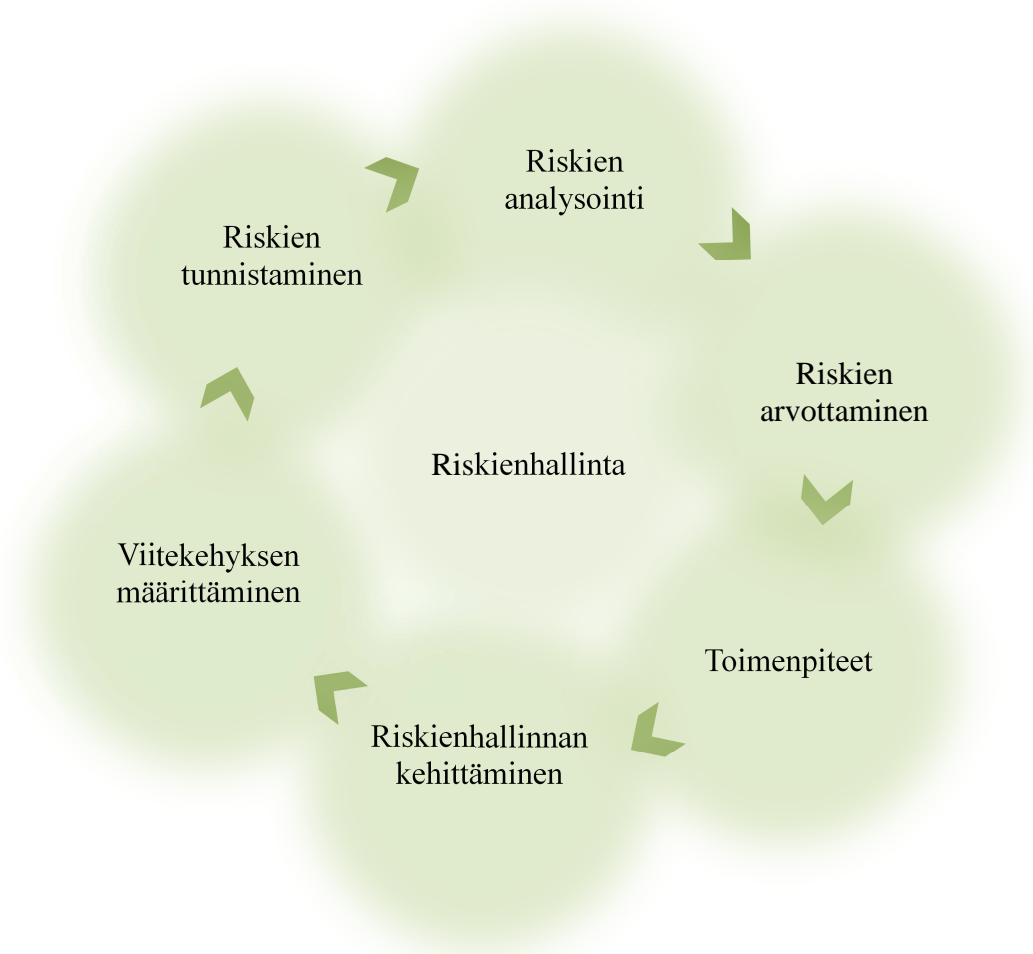 Riskien
analysointi
Riskien
tunnistaminen
Riskien
arvottaminen
Riskienhallinta
Viitekehyksen
määrittäminen
Toimenpiteet
Riskienhallinnan
kehittäminen